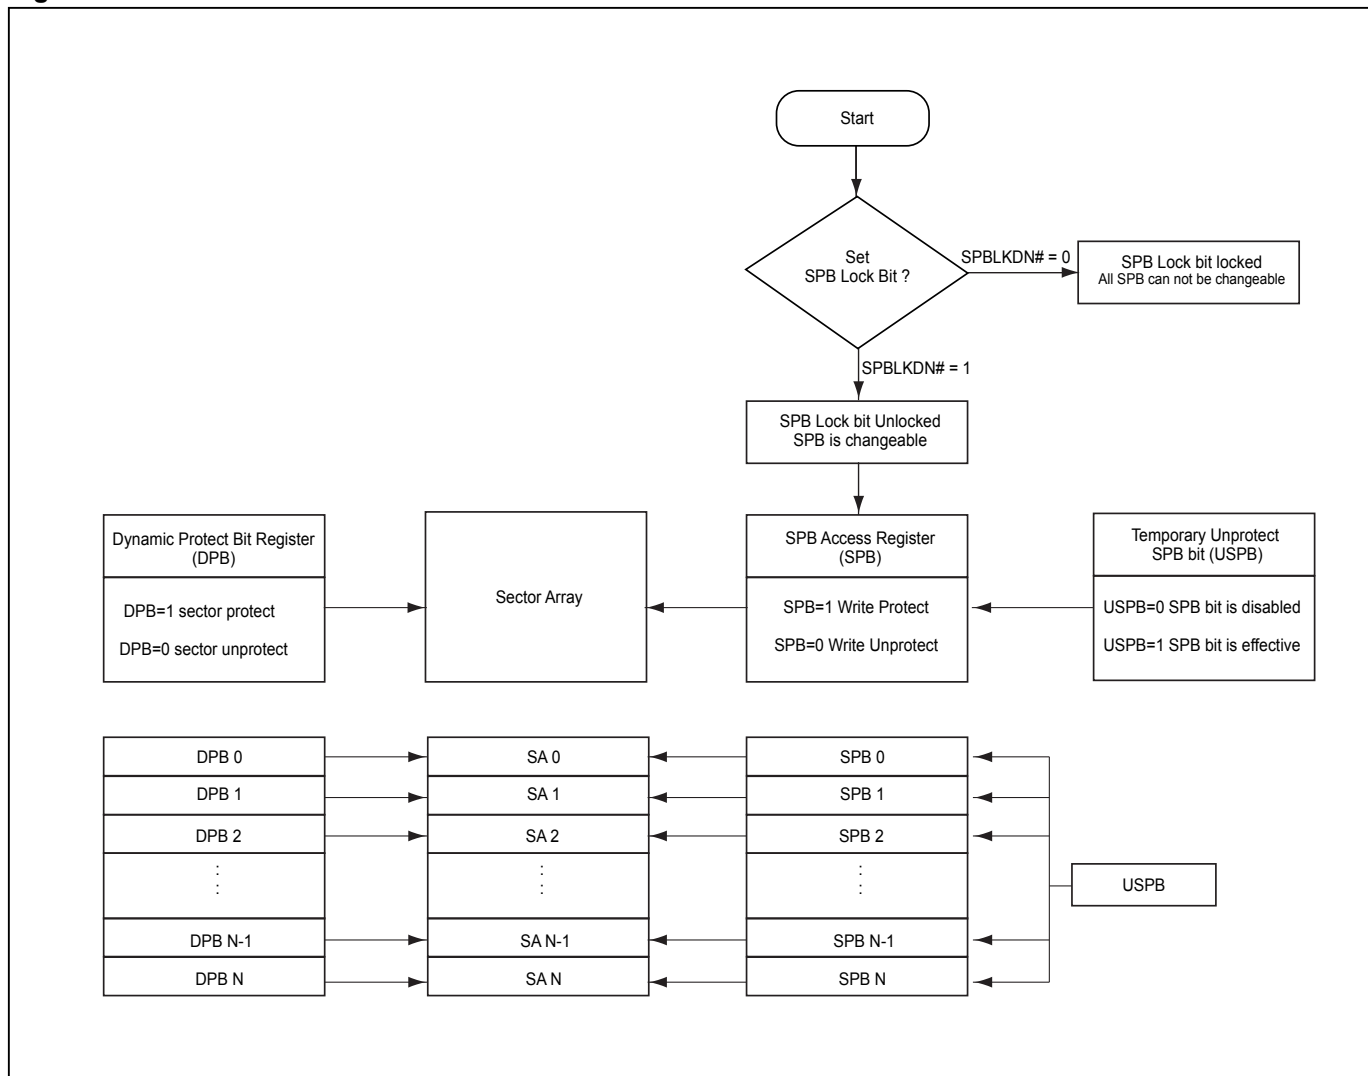 Start
Set
SPB Lock Bit ?
SPBLKDN# = 0
SPB Lock bit locked
All SPB can not be changeable
SPBLKDN# = 1
SPB Lock bit Unlocked
SPB is changeable
Dynamic Protect Bit Register
(DPB)
DPB=1 sector protect
DPB=0 sector unprotect
Sector Array
SPB Access Register
(SPB)
SPB=1 Write Protect
SPB=0 Write Unprotect
Temporary Unprotect
SPB bit (USPB)
USPB=0 SPB bit is disabled
USPB=1 SPB bit is effective
DPB 0
SA 0
SPB 0
DPB 1
SA 1
SPB 1
DPB 2
SA 2
SPB 2
USPB
DPB N-1
SA N-1
SPB N-1
DPB N
SA N
SPB N